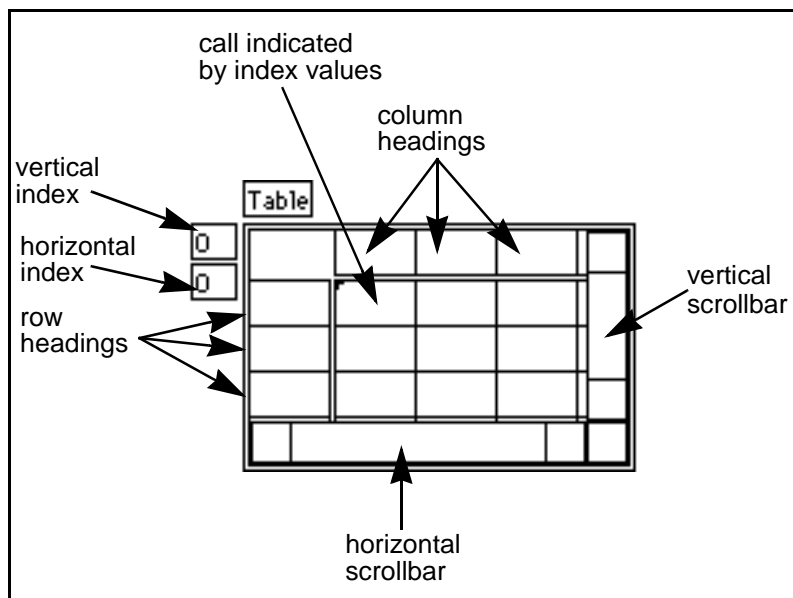 call indicated
by index values
column
headings
vertical
index
Table
0
horizontal
index
0
row
headings
vertical
scrollbar
horizontal
scrollbar